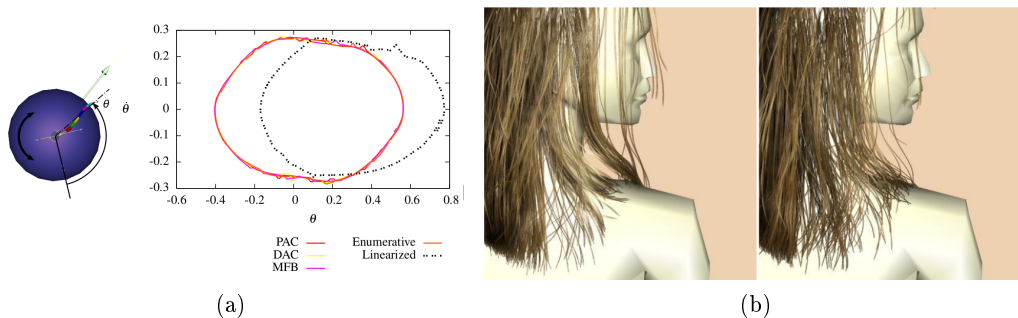 0.3
0.2
0.1
0
-0.1
-0.2
-0.3
θ
θ̇
-0.6 -0.4 -0.2 0 0.2 0.4 0.6 0.8
θ
PAC Enumerative
DAC Linearized
MFB
(a) (b)